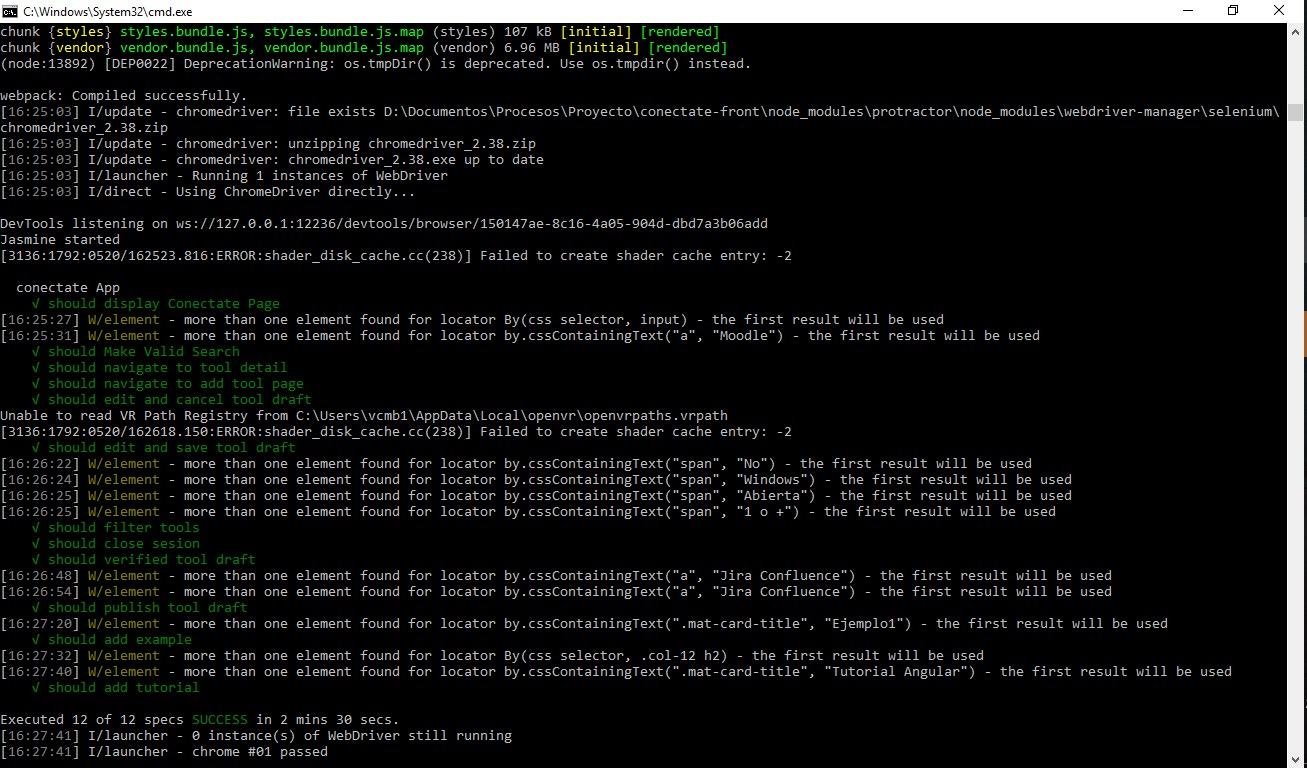 C:\Windows\System32\cmd.exe
chunk {styles} styles.bundle.js, styles.bundle.js.map (styles) 107 kB [initial] [rendered]
chunk {vendor} vendor.bundle.js, vendor.bundle.js.map (vendor) 6.96 MB [initial] [rendered]
(node:13892) [DEP0022] DeprecationWarning: os.tmpDir() is deprecated. Use os.tmpdir() instead.
webpack: Compiled successfully.
[16:25:03] I/update - chromedriver: file exists D:\Documentos\Procesos\Proyecto\conectate-front\node_modules\protractor\node_modules\webdriver-manager\selenium\
chromedriver_2.38.zip
[16:25:03] I/update - chromedriver: unzipping chromedriver_2.38.zip
[16:25:03] I/update - chromedriver: chromedriver_2.38.exe up to date
[16:25:03] I/launcher - Running 1 instances of WebDriver
[16:25:03] I/direct - Using ChromeDriver directly...
DevTools listening on ws://127.0.0.1:12236/devtools/browser/150147ae-8c16-4a05-904d-dbd7a3b06add
Jasmine started
[3136:1792:0520/162523.816:ERROR:shader_disk_cache.cc(238)] Failed to create shader cache entry: -2
conectate App
√ should display Conectate Page
[16:25:27] W/element - more than one element found for locator By(css selector, input) - the first result will be used
[16:25:31] W/element - more than one element found for locator by.cssContainingText("a", "Moodle") - the first result will be used
√ should Make Valid Search
√ should navigate to tool detail
√ should navigate to add tool page
√ should edit and cancel tool draft
Unable to read VR Path Registry from C:\Users\vcmb1\AppData\Local\openvr\openvrpaths.vrpath
[3136:1792:0520/162618.150:ERROR:shader_disk_cache.cc(238)] Failed to create shader cache entry: -2
√ should edit and save tool draft
[16:26:22] W/element - more than one element found for locator by.cssContainingText("span", "No") - the first result will be used
[16:26:24] W/element - more than one element found for locator by.cssContainingText("span", "Windows") - the first result will be used
[16:26:25] W/element - more than one element found for locator by.cssContainingText("span", "Abierta") - the first result will be used
[16:26:25] W/element - more than one element found for locator by.cssContainingText("span", "1 o +") - the first result will be used
√ should filter tools
√ should close sesion
√ should verified tool draft
[16:26:48] W/element - more than one element found for locator by.cssContainingText("a", "Jira Confluence") - the first result will be used
[16:26:54] W/element - more than one element found for locator by.cssContainingText("a", "Jira Confluence") - the first result will be used
√ should publish tool draft
[16:27:20] W/element - more than one element found for locator by.cssContainingText(".mat-card-title", "Ejemplo1") - the first result will be used
√ should add example
[16:27:32] W/element - more than one element found for locator By(css selector, .col-12 h2) - the first result will be used
[16:27:40] W/element - more than one element found for locator by.cssContainingText(".mat-card-title", "Tutorial Angular") - the first result will be used
√ should add tutorial
Executed 12 of 12 specs SUCCESS in 2 mins 30 secs.
[16:27:41] I/launcher - 0 instance(s) of WebDriver still running
[16:27:41] I/launcher - chrome #01 passed